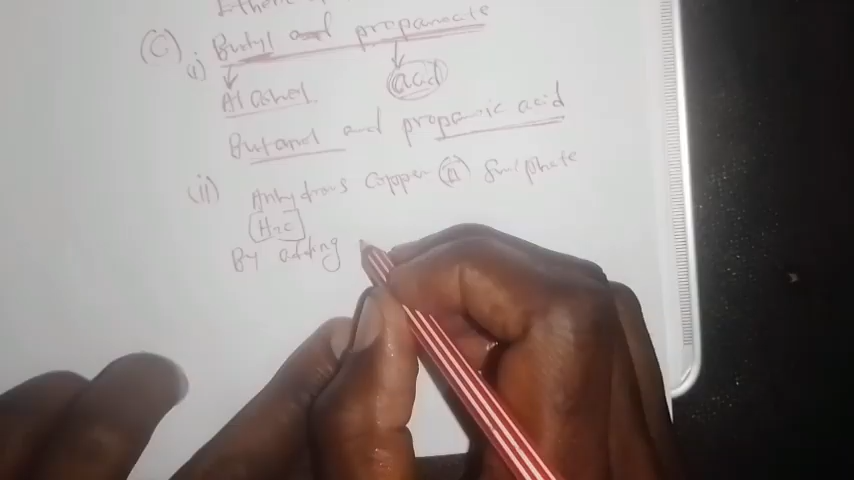 (C) i) Butyl and propanoate
Alcohol acid
Butanol and propanoic acid
(ii) Anhydrous Copper (II) Sulphate
H2O
By adding